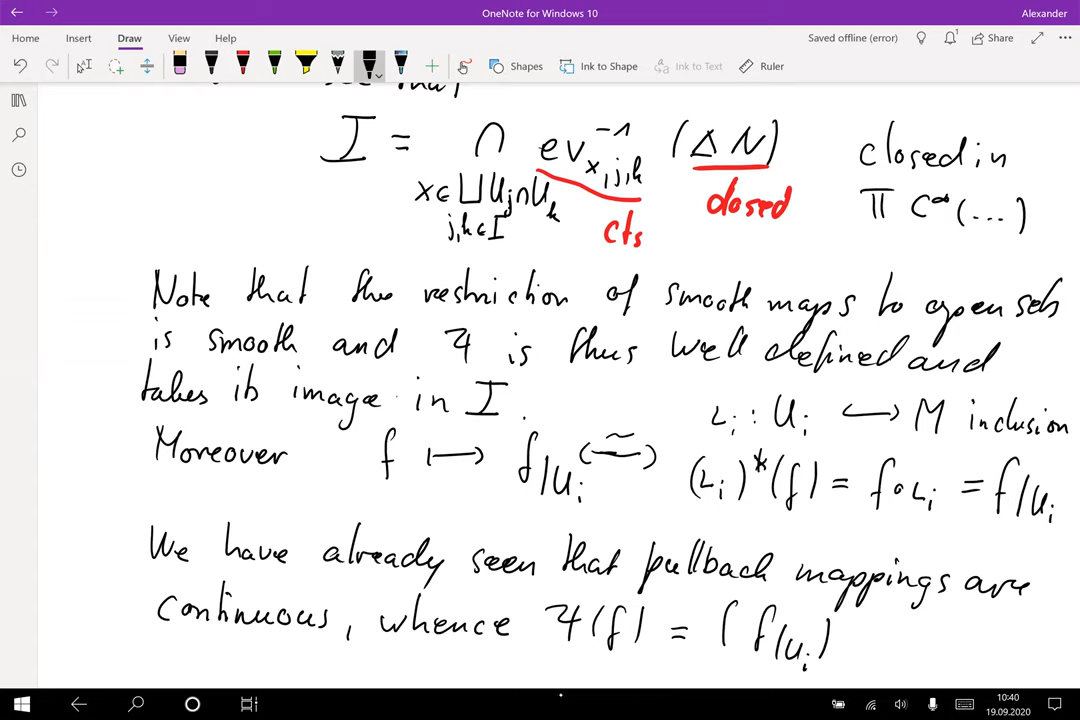 OneNote for Windows 10
Alexander
Home Insert Draw View Help
Saved offline (error)
Share
Shapes
Ink to Shape
Ink to Text
Ruler
see that
I = ∩ ev⁻¹ (Δ N) closed in
x,j,k
x ∈ ⊔ Uj ∩ Uk closed ∏ C^∞(...)
j,k ∈ I cts
Note that the restriction of smooth maps to open sets
is smooth and Ψ is thus well defined and
takes its image in I.
ιi : Ui ↪ M inclusion
Moreover f ↦ f|Ui (≃) (ιi)*(f) = f∘ιi = f|Ui
We have already seen that pullback mappings are
continuous, whence Ψ(f) = (f|Ui)
10:40
19.09.2020